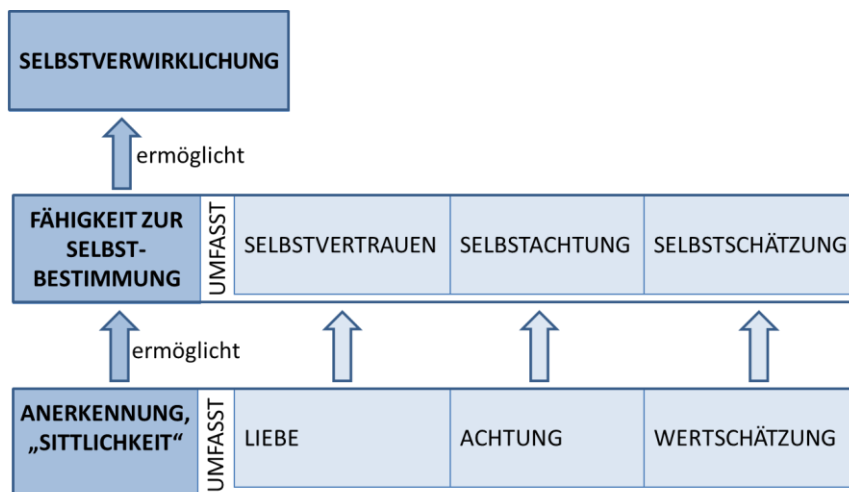 SELBSTVERWIRKLICHUNG
ermöglicht
FÄHIGKEIT ZUR
SELBST-
BESTIMMUNG
UMFASST
SELBSTVERTRAUEN
SELBSTACHTUNG
SELBSTSCHÄTZUNG
ermöglicht
ANERKENNUNG,
„SITTLICHKEIT“
UMFASST
LIEBE
ACHTUNG
WERTSCHÄTZUNG